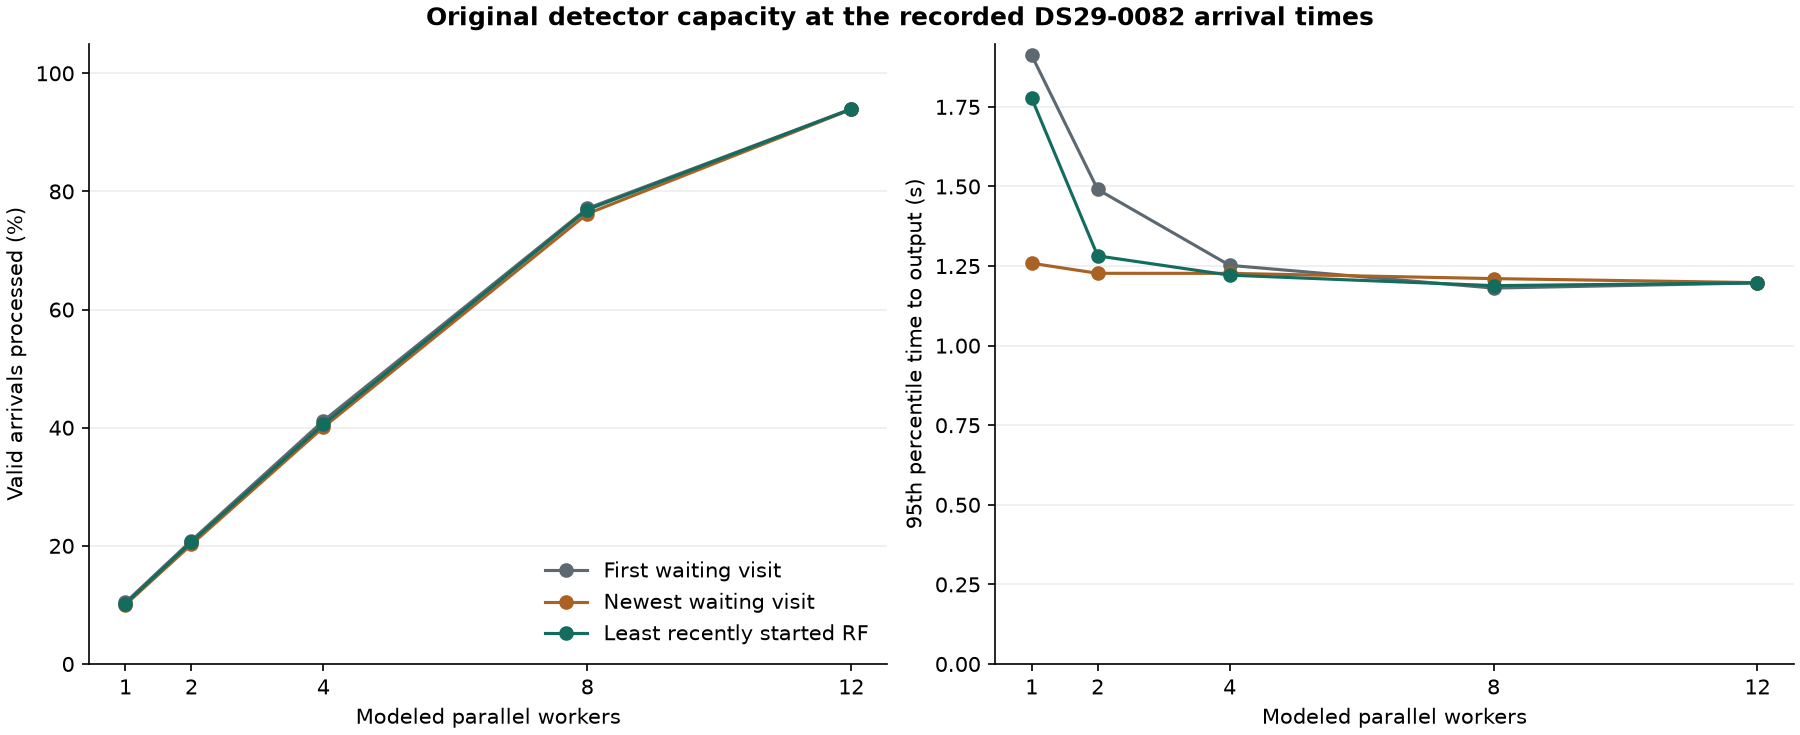 Original detector capacity at the recorded DS29-0082 arrival times
Valid arrivals processed (%)
100
80
60
40
20
0
1 2 4 8 12
Modeled parallel workers
First waiting visit
Newest waiting visit
Least recently started RF
95th percentile time to output (s)
1.75
1.50
1.25
1.00
0.75
0.50
0.25
0.00
1 2 4 8 12
Modeled parallel workers